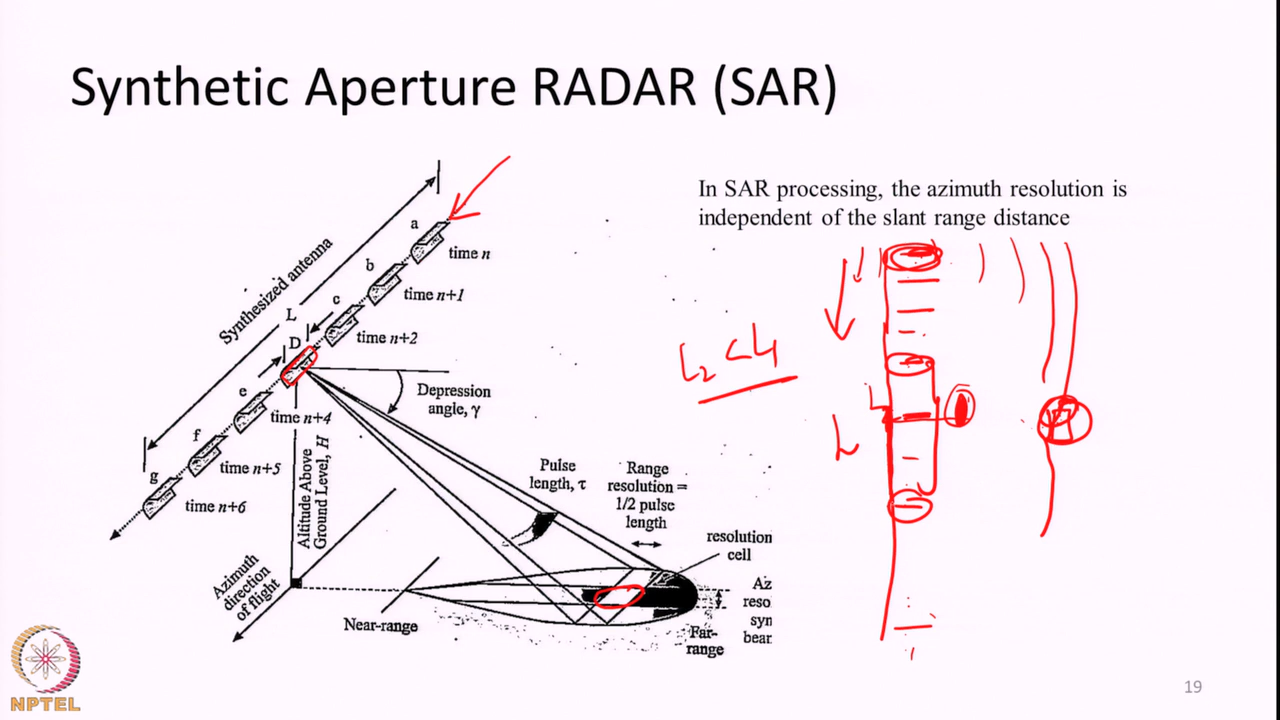 Synthetic Aperture RADAR (SAR)
In SAR processing, the azimuth resolution is
independent of the slant range distance
Synthesized antenna
L
D
a
time n
b
time n+1
c
time n+2
time n+4
e
f
time n+5
g
time n+6
Depression
angle, γ
Altitude Above
Ground Level, H
Pulse
length, τ
Range
resolution =
1/2 pulse
length
resolution
cell
Azimuth
direction
of flight
Near-range
Far-
range
Az
reso
syn
bear
L₂ < L₁
L
NPTEL
19